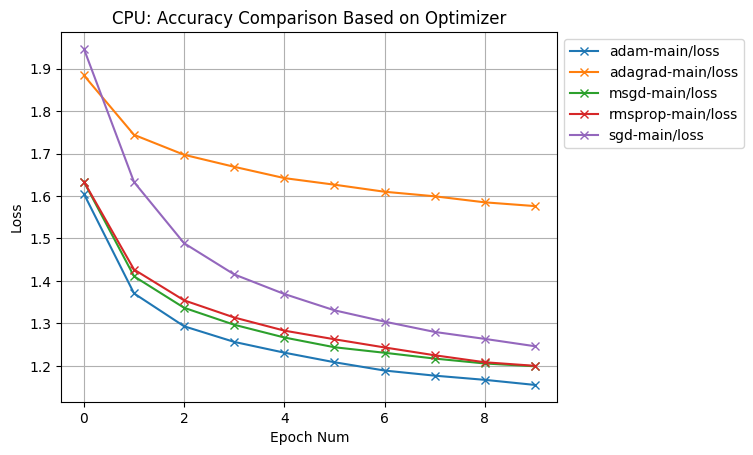 CPU: Accuracy Comparison Based on Optimizer
Loss
1.9
1.8
1.7
1.6
1.5
1.4
1.3
1.2
0
2
4
6
8
Epoch Num
adam-main/loss
adagrad-main/loss
msgd-main/loss
rmsprop-main/loss
sgd-main/loss